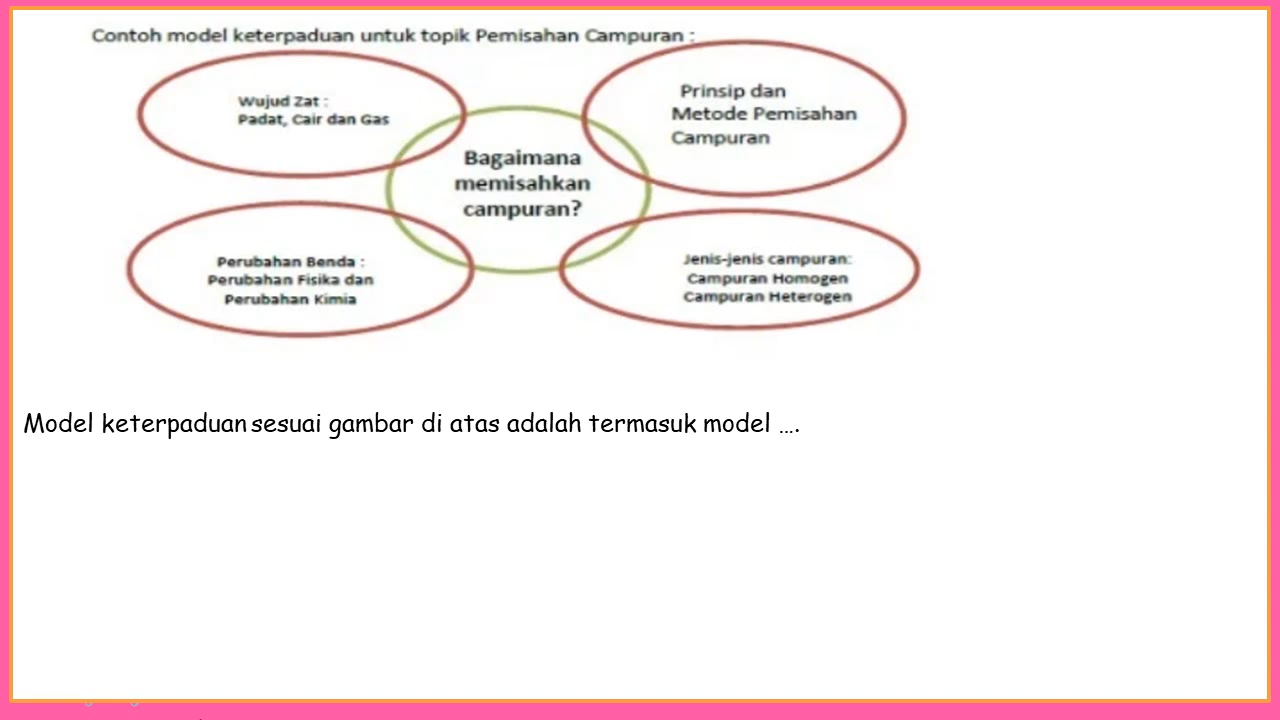 Contoh model keterpaduan untuk topik Pemisahan Campuran :
Wujud Zat :
Padat, Cair dan Gas
Prinsip dan
Metode Pemisahan
Campuran
Bagaimana
memisahkan
campuran?
Perubahan Benda :
Perubahan Fisika dan
Perubahan Kimia
Jenis-jenis campuran:
Campuran Homogen
Campuran Heterogen
Model keterpaduan sesuai gambar di atas adalah termasuk model ....